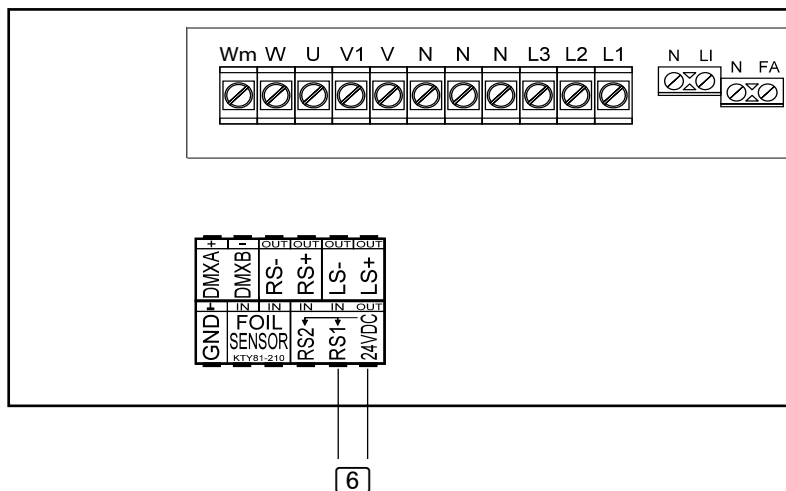 Wm W U V1 V N N N L3 L2 L1
N LI
N FA
+ - OUT OUT OUT OUT
DMXA DMXB RS- RS+ LS- LS+
IN IN IN IN OUT
GND FOIL SENSOR KTY81-210 RS2 RS1 24VDC
6